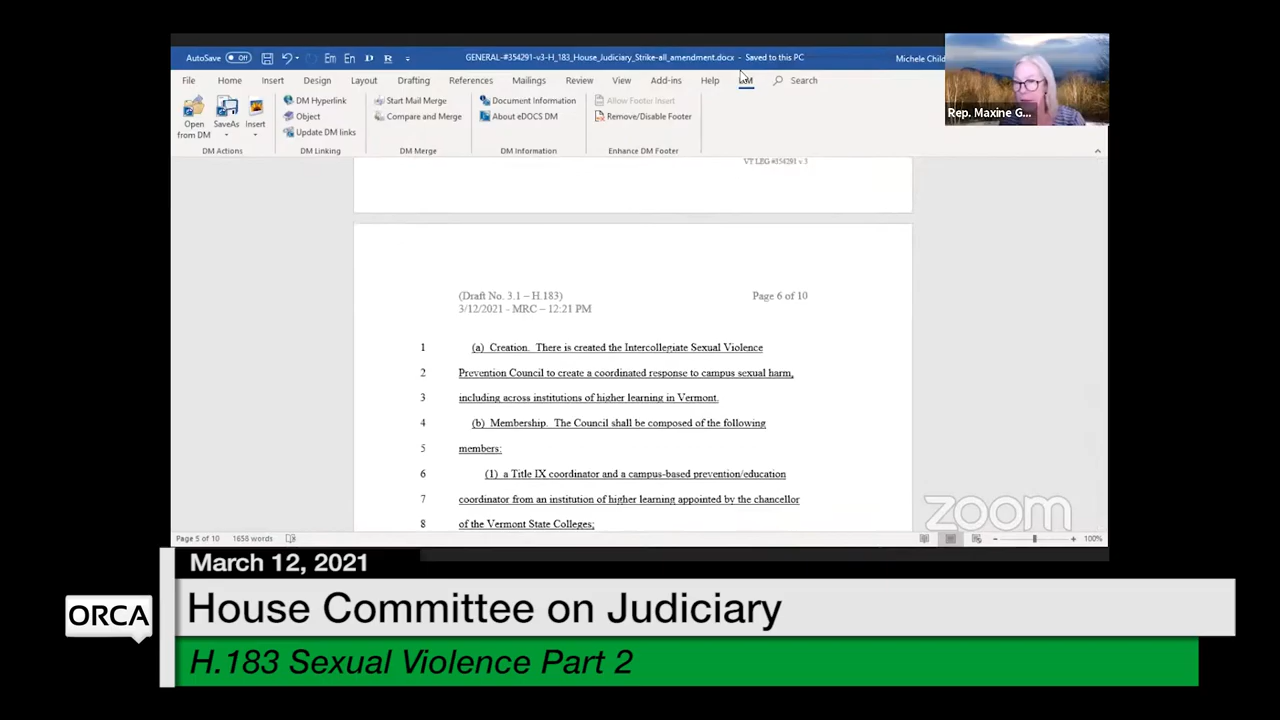 AutoSave Off
GENERAL-#354291-v3-H_183_House_Judiciary_Strike-all_amendment.docx - Saved to this PC
Michele Child
File Home Insert Design Layout Drafting References Mailings Review View Add-ins Help Search
Open from DM
SaveAs
Insert
DM Hyperlink
Object
Update DM links
Start Mail Merge
Compare and Merge
Document Information
About eDOCS DM
Allow Footer Insert
Remove/Disable Footer
DM Actions DM Linking DM Merge DM Information Enhance DM Footer
Rep. Maxine G...
VT LEG #354291 v.3
(Draft No. 3.1 – H.183) Page 6 of 10
3/12/2021 - MRC – 12:21 PM
1 (a) Creation. There is created the Intercollegiate Sexual Violence
2 Prevention Council to create a coordinated response to campus sexual harm,
3 including across institutions of higher learning in Vermont.
4 (b) Membership. The Council shall be composed of the following
5 members:
6 (1) a Title IX coordinator and a campus-based prevention/education
7 coordinator from an institution of higher learning appointed by the chancellor
8 of the Vermont State Colleges;
zoom
Page 5 of 10 1656 words 100%
March 12, 2021
ORCA
House Committee on Judiciary
H.183 Sexual Violence Part 2